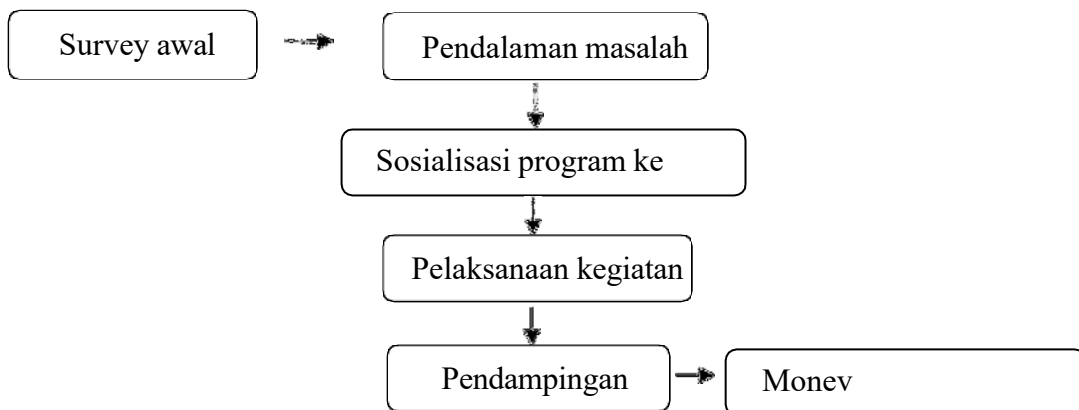 Survey awal
Pendalaman masalah
Sosialisasi program ke
Pelaksanaan kegiatan
Pendampingan
Monev